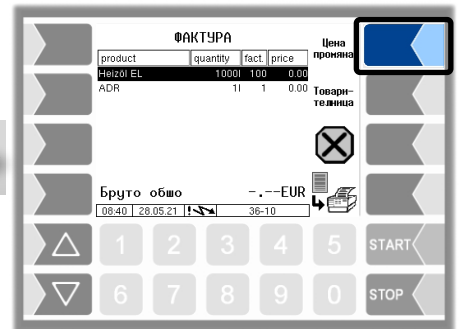 ФАКТУРА
Цена
промяна
product quantity fact. price
Heizöl EL 1000l 100 0.00
ADR 1l 1 0.00
Товари-
телница
Бруто обшо -.--EUR
08:40 28.05.21 36-10
1 2 3 4 5 START
6 7 8 9 0 STOP